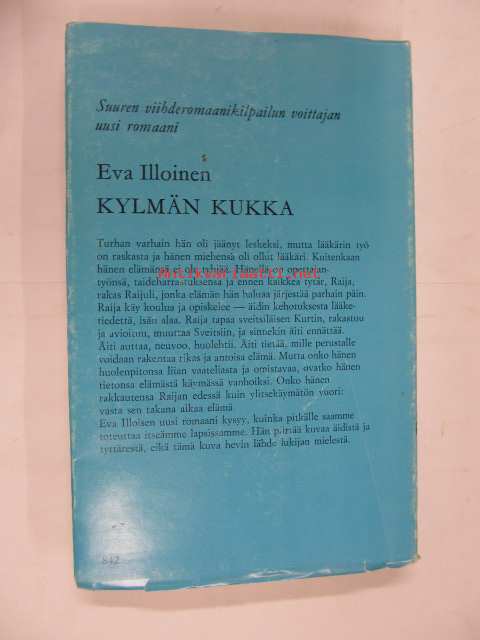 Suuren viihderomaanikilpailun voittajan
uusi romaani
Eva Illoinen
KYLMÄN KUKKA
Turhan varhain hän oli jäänyt leskeksi, mutta lääkärin työ
on raskasta ja hänen miehensä oli ollut lääkäri. Kuitenkaan
hänen elämänsä ei ole tyhjää. Hänellä on opettajan-
työnsä, taideharrastuksensa ja ennen kaikkea tytär, Raija,
rakas Raijuli, jonka elämän hän haluaa järjestää parhain päin.
Raija käy koulua ja opiskelee — äidin kehotuksesta lääke-
tiedettä, isän alaa. Raija tapaa sveitsiläisen Kurtin, rakastuu
ja avioituu, muuttaa Sveitsiin, ja sinnekin äiti ennättää.
Äiti auttaa, neuvoo, huolehtii. Äiti tietää, mille perustalle
voidaan rakentaa rikas ja antoisa elämä. Mutta onko hänen
huolenpitonsa liian vaateliasta ja omistavaa, ovatko hänen
tietonsa elämästä käymässä vanhoiksi. Onko hänen
rakkautensa Raijan edessä kuin ylitsekäymätön vuori:
vasta sen takana alkaa elämä.
Eva Illoisen uusi romaani kysyy, kuinka pitkälle saamme
toteuttaa itseämme lapsissamme. Hän piirtää kuvaa äidistä ja
tyttärestä, eikä tämä kuva hevin lähde lukijan mielestä.
842